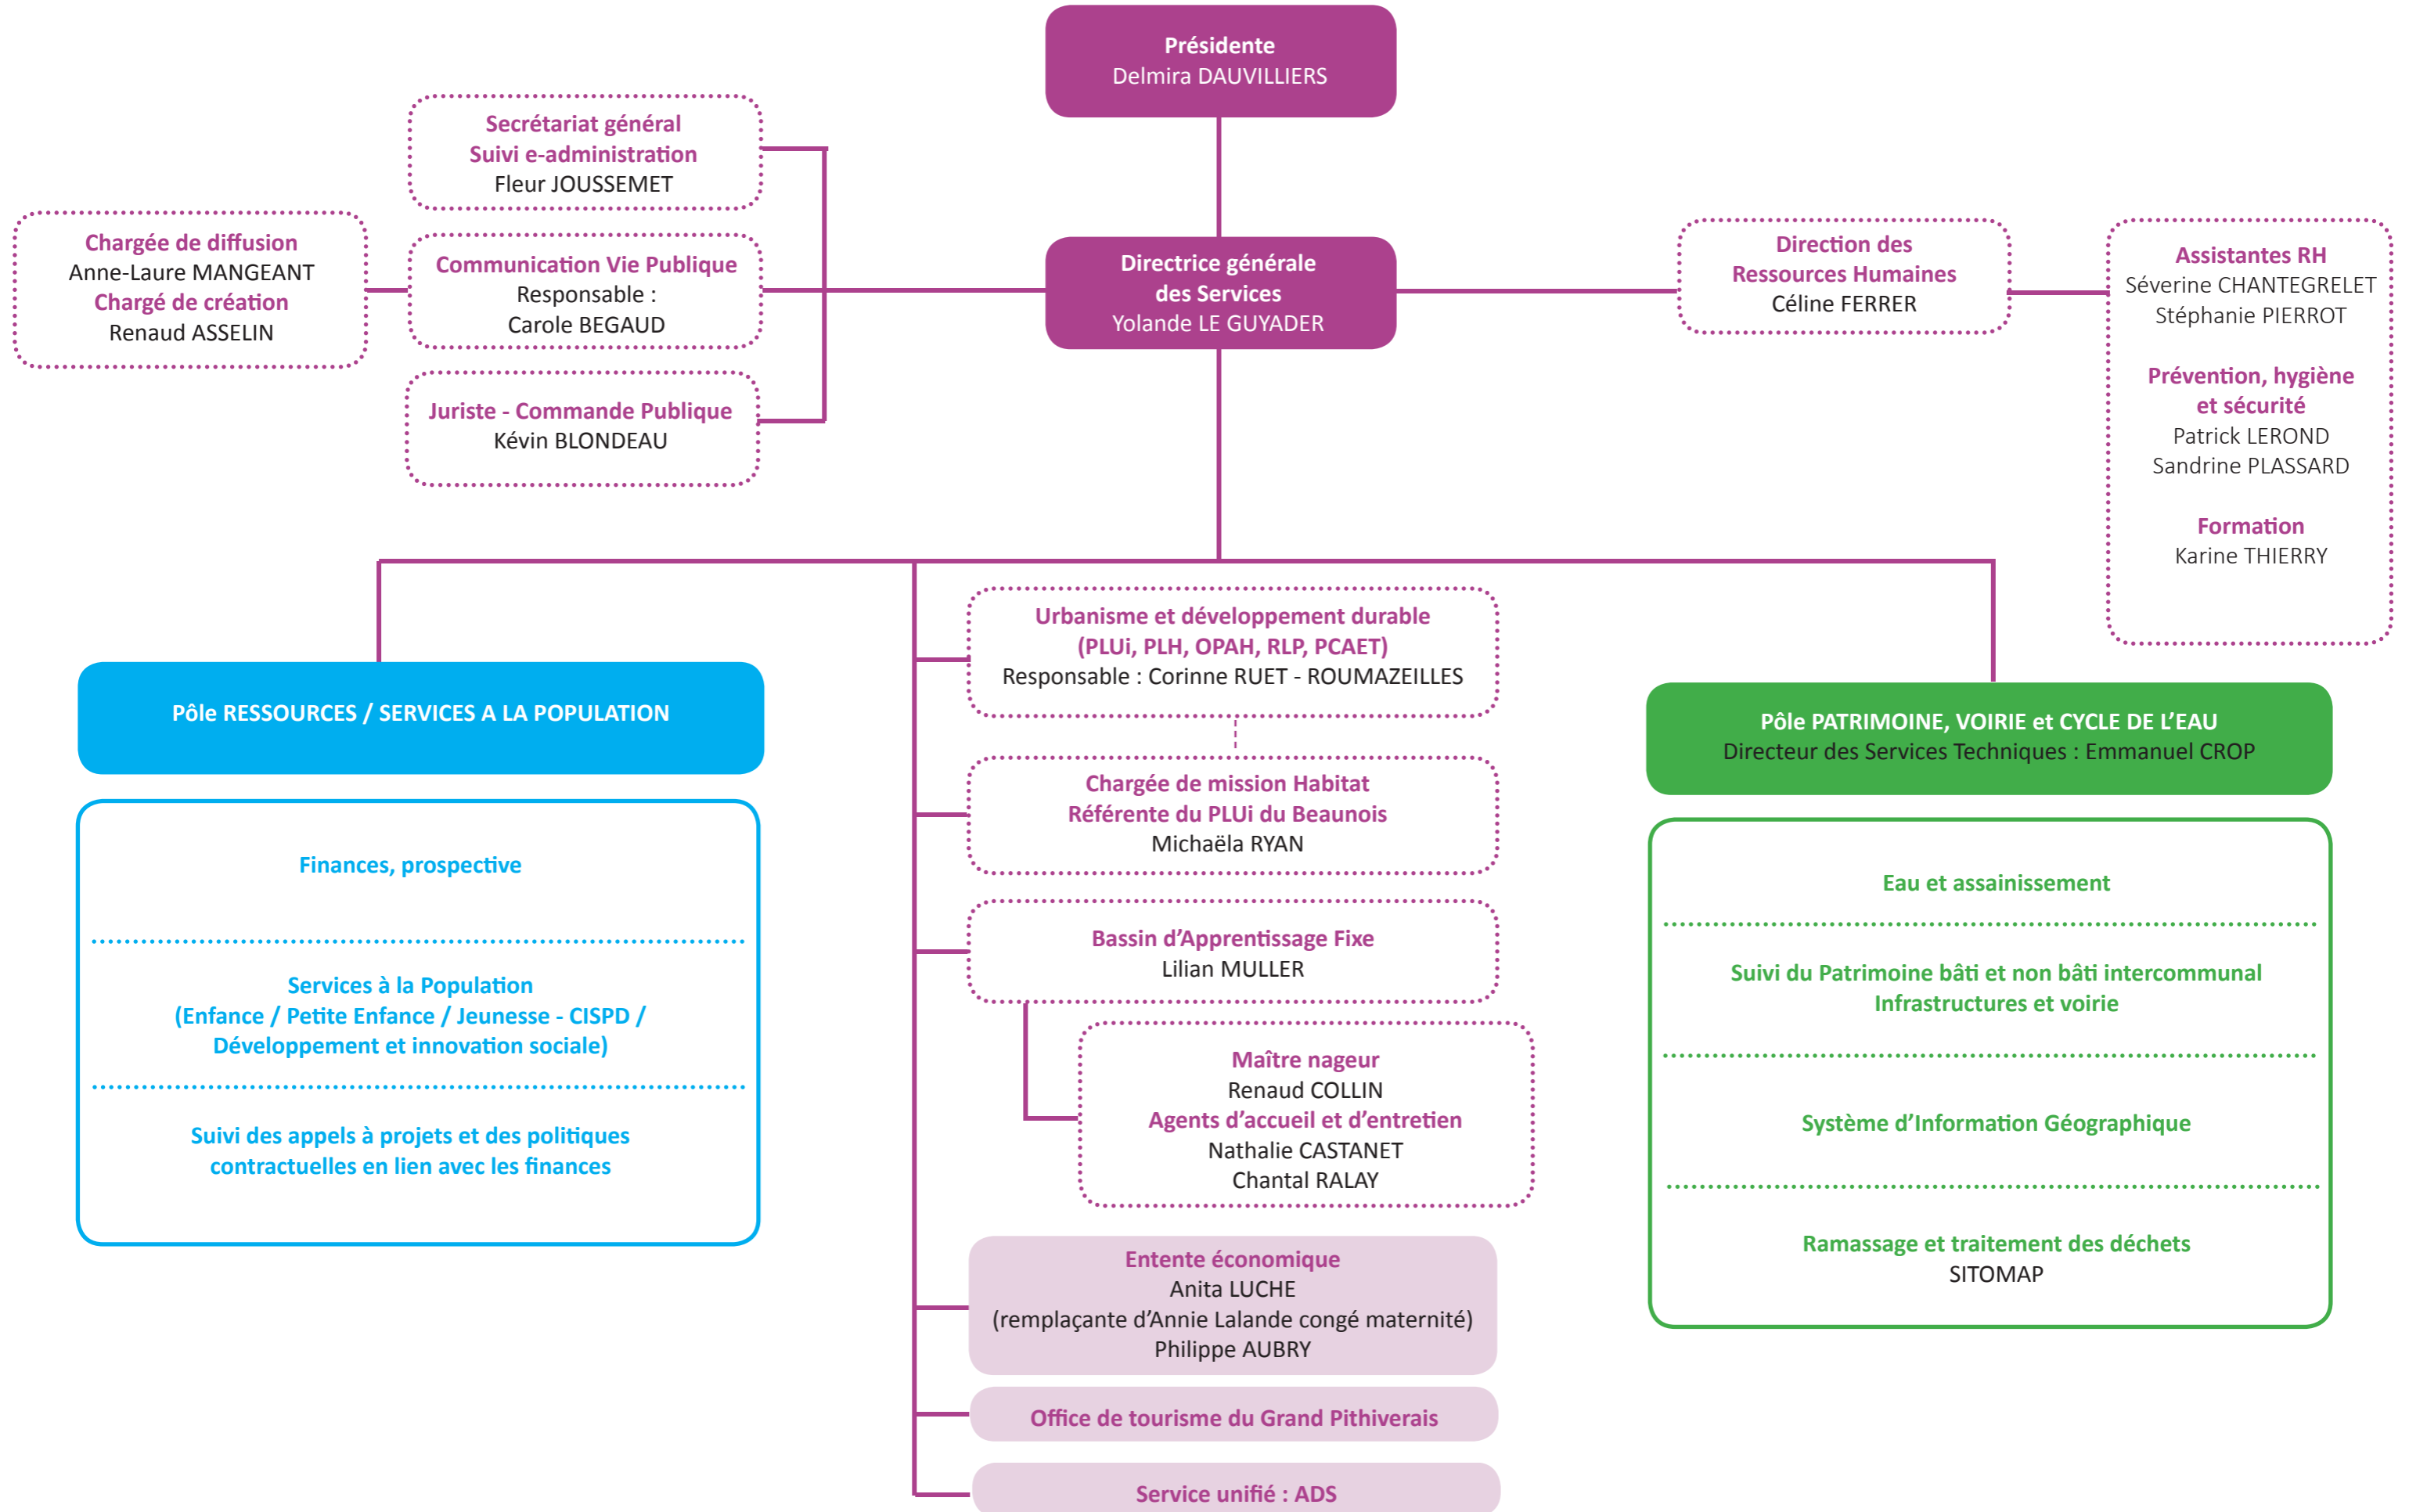 Présidente
Delmira DAUVILLIERS
Secrétariat général
Suivi e-administration
Fleur JOUSSEMET
Chargée de diffusion
Anne-Laure MANGEANT
Chargé de création
Renaud ASSELIN
Communication Vie Publique
Responsable :
Carole BEGAUD
Juriste - Commande Publique
Kévin BLONDEAU
Directrice générale
des Services
Yolande LE GUYADER
Direction des
Ressources Humaines
Céline FERRER
Assistantes RH
Séverine CHANTEGRELET
Stéphanie PIERROT
Prévention, hygiène
et sécurité
Patrick LEROND
Sandrine PLASSARD
Formation
Karine THIERRY
Pôle RESSOURCES / SERVICES A LA POPULATION
Finances, prospective
Services à la Population
(Enfance / Petite Enfance / Jeunesse - CISPD /
Développement et innovation sociale)
Suivi des appels à projets et des politiques
contractuelles en lien avec les finances
Urbanisme et développement durable
(PLUi, PLH, OPAH, RLP, PCAET)
Responsable : Corinne RUET - ROUMAZEILLES
Chargée de mission Habitat
Référente du PLUi du Beaunois
Michaëla RYAN
Bassin d’Apprentissage Fixe
Lilian MULLER
Maître nageur
Renaud COLLIN
Agents d’accueil et d’entretien
Nathalie CASTANET
Chantal RALAY
Entente économique
Anita LUCHE
(remplaçante d’Annie Lalande congé maternité)
Philippe AUBRY
Office de tourisme du Grand Pithiverais
Service unifié : ADS
Pôle PATRIMOINE, VOIRIE et CYCLE DE L’EAU
Directeur des Services Techniques : Emmanuel CROP
Eau et assainissement
Suivi du Patrimoine bâti et non bâti intercommunal
Infrastructures et voirie
Système d’Information Géographique
Ramassage et traitement des déchets
SITOMAP